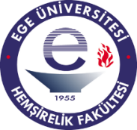 EGE ÜNİVERSİTESİ
e
1955
HEMŞİRELİK FAKÜLTESİ